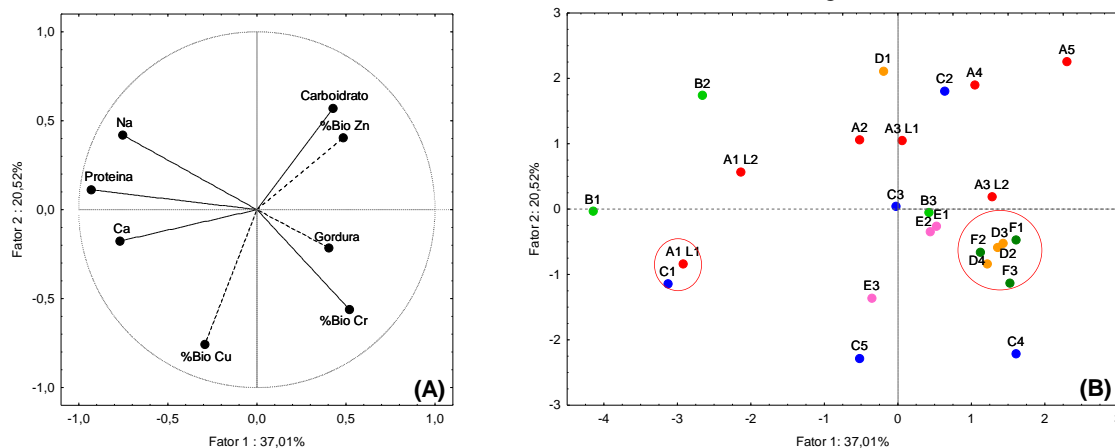 1,0
0,5
0,0
-0,5
-1,0
-1,0
-0,5
0,0
0,5
1,0
Fator 2 : 20,52%
Fator 1 : 37,01%
Carboidrato
%Bio Zn
Na
Proteina
Ca
Gordura
%Bio Cr
%Bio Cu
(A)
3
2
1
0
-1
-2
-3
-4
-3
-2
-1
0
1
2
3
Fator 2: 20,52%
Fator 1: 37,01%
A5
D1
C2
A4
B2
A2
A3 L1
A1 L2
A3 L2
C3
B3
B1
E1
E2
F1
D3
F2
D2
D4
F3
A1 L1
C1
E3
C5
C4
(B)